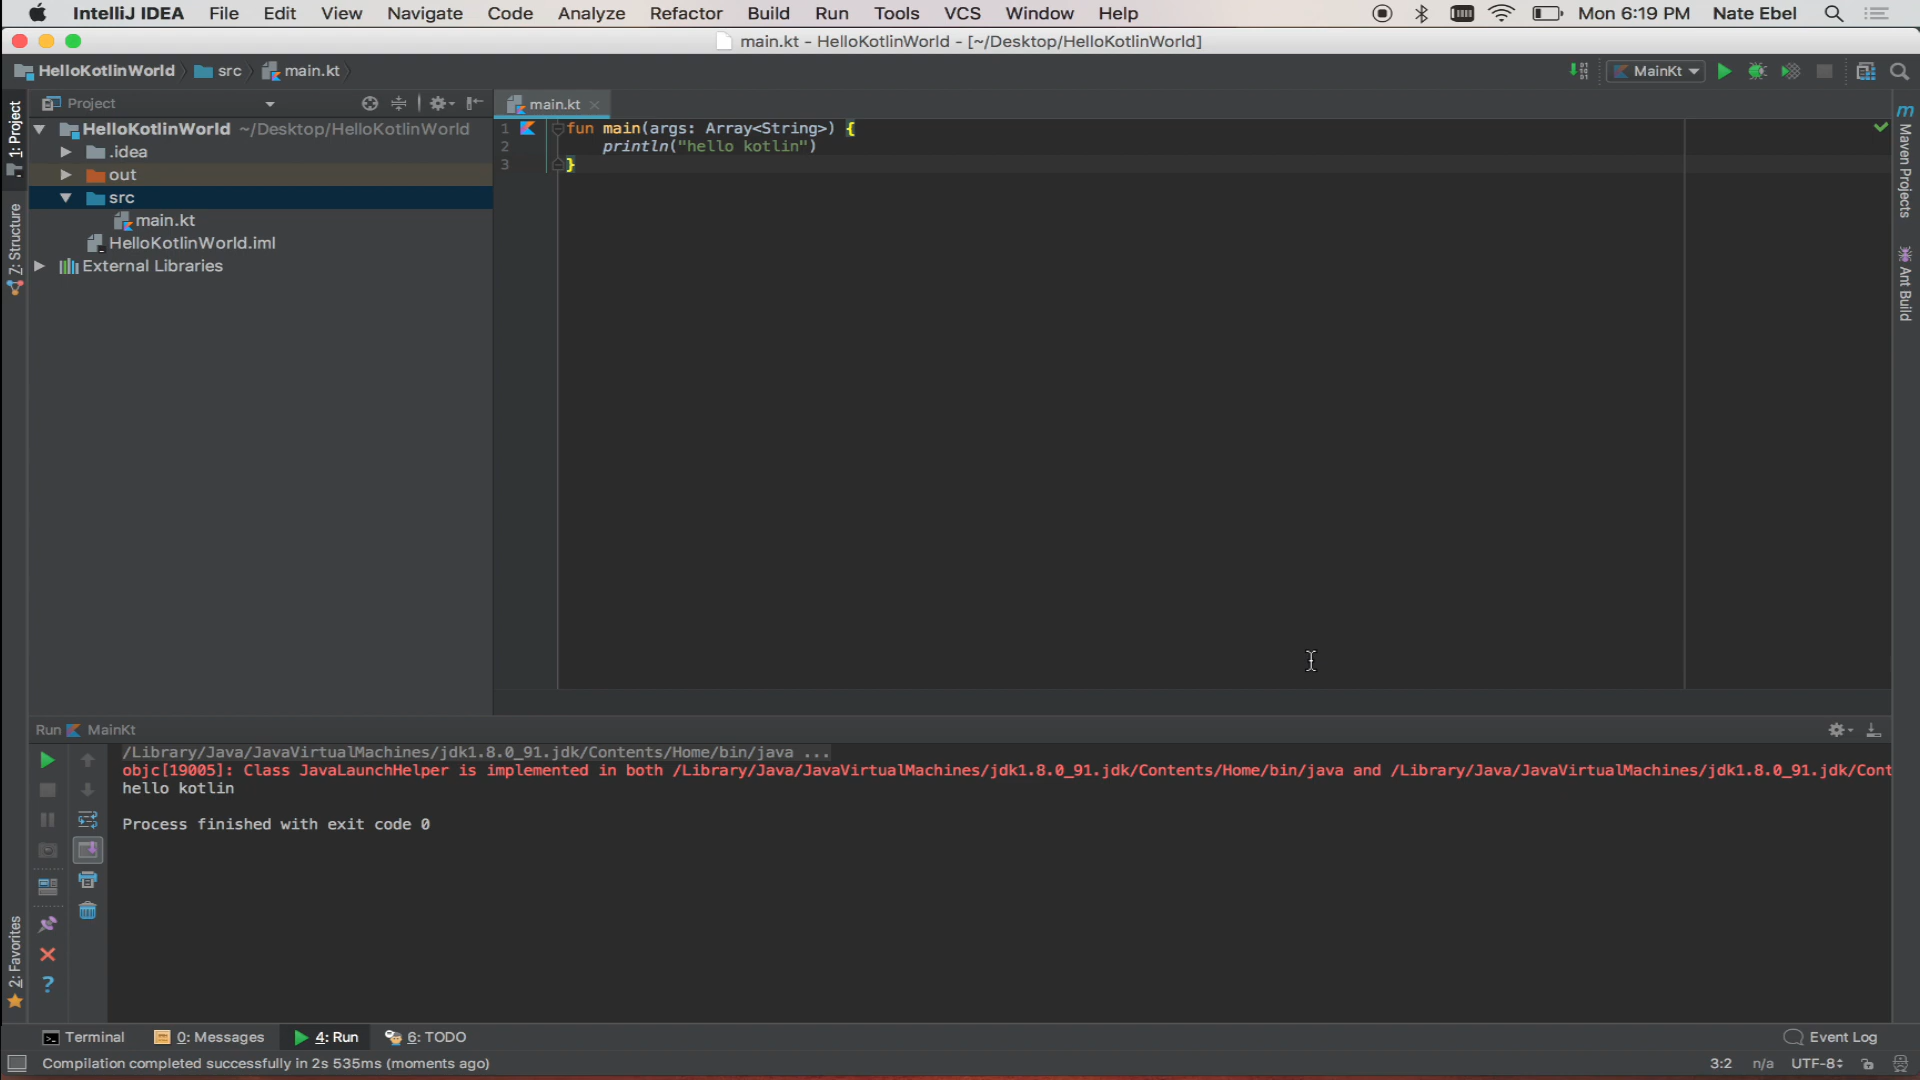 IntelliJ IDEA File Edit View Navigate Code Analyze Refactor Build Run Tools VCS Window Help Mon 6:19 PM Nate Ebel
main.kt - HelloKotlinWorld - [~/Desktop/HelloKotlinWorld]
HelloKotlinWorld src main.kt MainKt
1: Project
Z: Structure
2: Favorites
Project
HelloKotlinWorld ~/Desktop/HelloKotlinWorld
.idea
out
src
main.kt
HelloKotlinWorld.iml
External Libraries
main.kt
1 fun main(args: Array<String>) {
2 println("hello kotlin")
3 }
m Maven Projects
Ant Build
Run MainKt
/Library/Java/JavaVirtualMachines/jdk1.8.0_91.jdk/Contents/Home/bin/java ...
objc[19005]: Class JavaLaunchHelper is implemented in both /Library/Java/JavaVirtualMachines/jdk1.8.0_91.jdk/Contents/Home/bin/java and /Library/Java/JavaVirtualMachines/jdk1.8.0_91.jdk/Cont
hello kotlin
Process finished with exit code 0
Terminal 0: Messages 4: Run 6: TODO Event Log
Compilation completed successfully in 2s 535ms (moments ago) 3:2 n/a UTF-8